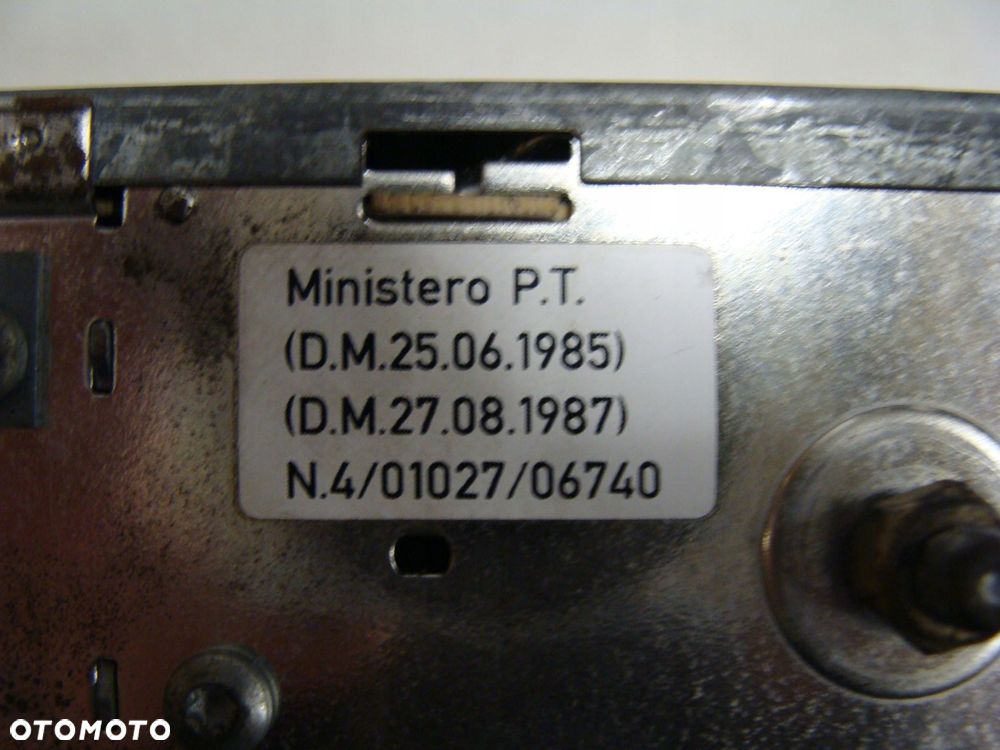 Ministero P.T.
(D.M.25.06.1985)
(D.M.27.08.1987)
N.4/01027/06740
OTOMOTO